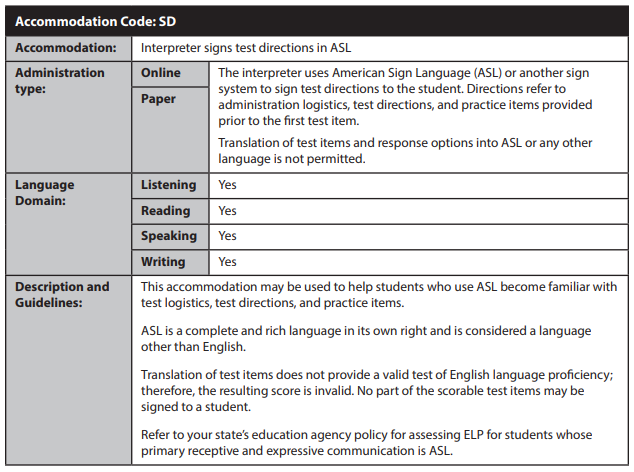 Accommodation Code: SD
Accommodation: Interpreter signs test directions in ASL
Administration type:
Online
Paper
The interpreter uses American Sign Language (ASL) or another sign
system to sign test directions to the student. Directions refer to
administration logistics, test directions, and practice items provided
prior to the first test item.
Translation of test items and response options into ASL or any other
language is not permitted.
Language Domain:
Listening Yes
Reading Yes
Speaking Yes
Writing Yes
Description and Guidelines:
This accommodation may be used to help students who use ASL become familiar with
test logistics, test directions, and practice items.
ASL is a complete and rich language in its own right and is considered a language
other than English.
Translation of test items does not provide a valid test of English language proficiency;
therefore, the resulting score is invalid. No part of the scorable test items may be
signed to a student.
Refer to your state's education agency policy for assessing ELP for students whose
primary receptive and expressive communication is ASL.